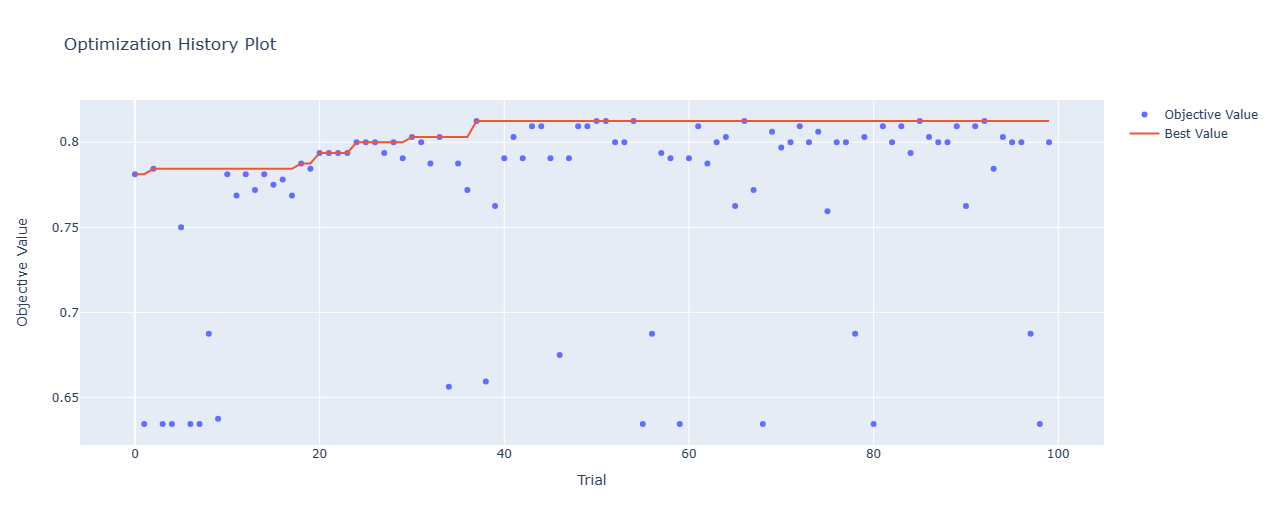 Optimization History Plot
Objective Value
Best Value
0.8
0.75
0.7
0.65
Objective Value
0
20
40
60
80
100
Trial